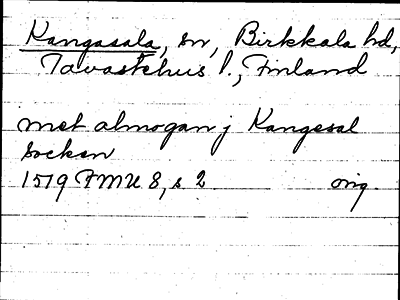 Kangasala, sn, Birkkala hd,
Tavastehus l., Finland
met almogan j Kangesal
Socken
1519 FMU 8, s 2 orig.